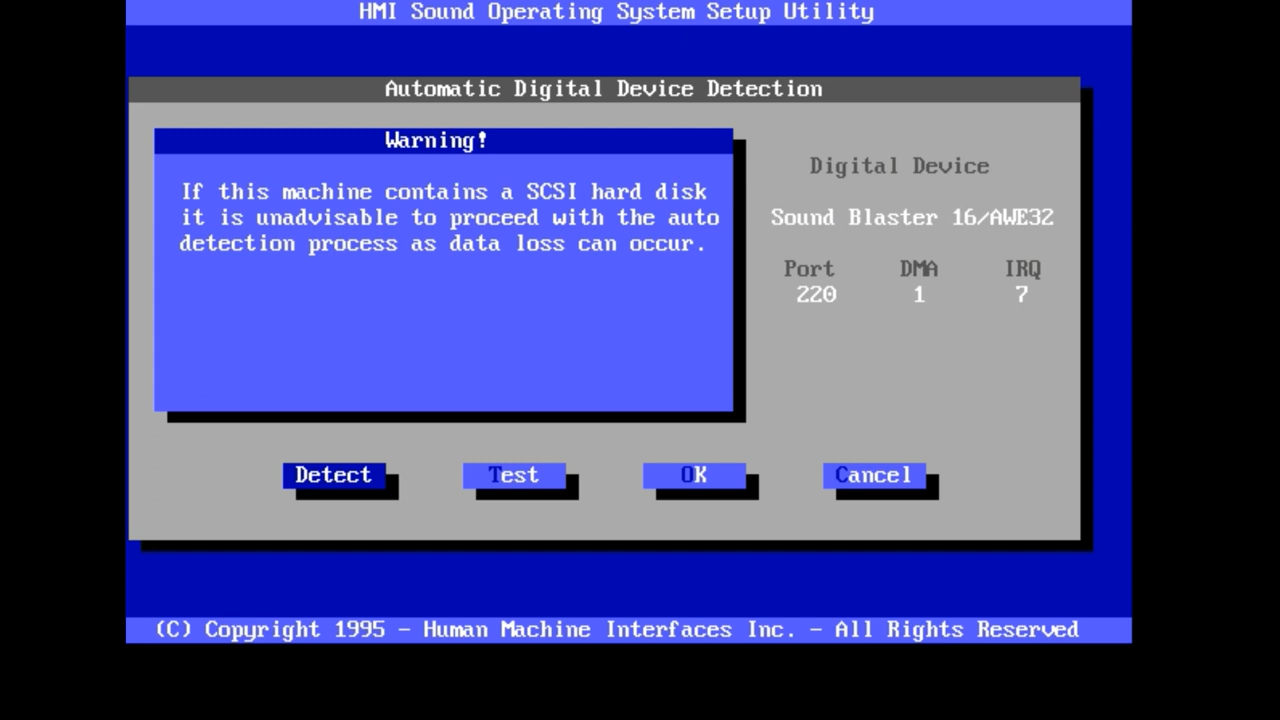 HMI Sound Operating System Setup Utility
Automatic Digital Device Detection
Warning!
If this machine contains a SCSI hard disk
it is unadvisable to proceed with the auto
detection process as data loss can occur.
Digital Device
Sound Blaster 16/AWE32
Port DMA IRQ
220 1 7
Detect Test OK Cancel
(C) Copyright 1995 - Human Machine Interfaces Inc. - All Rights Reserved